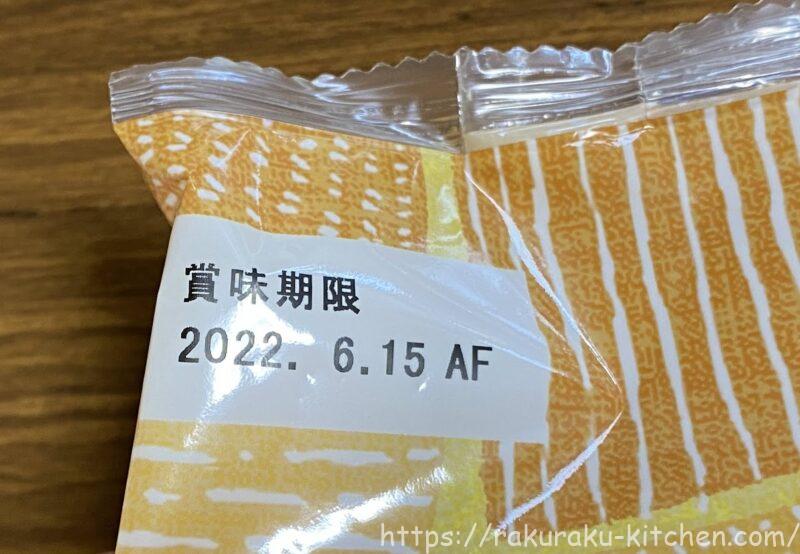 賞味期限
2022. 6.15 AF
https://rakuraku-kitchen.com/